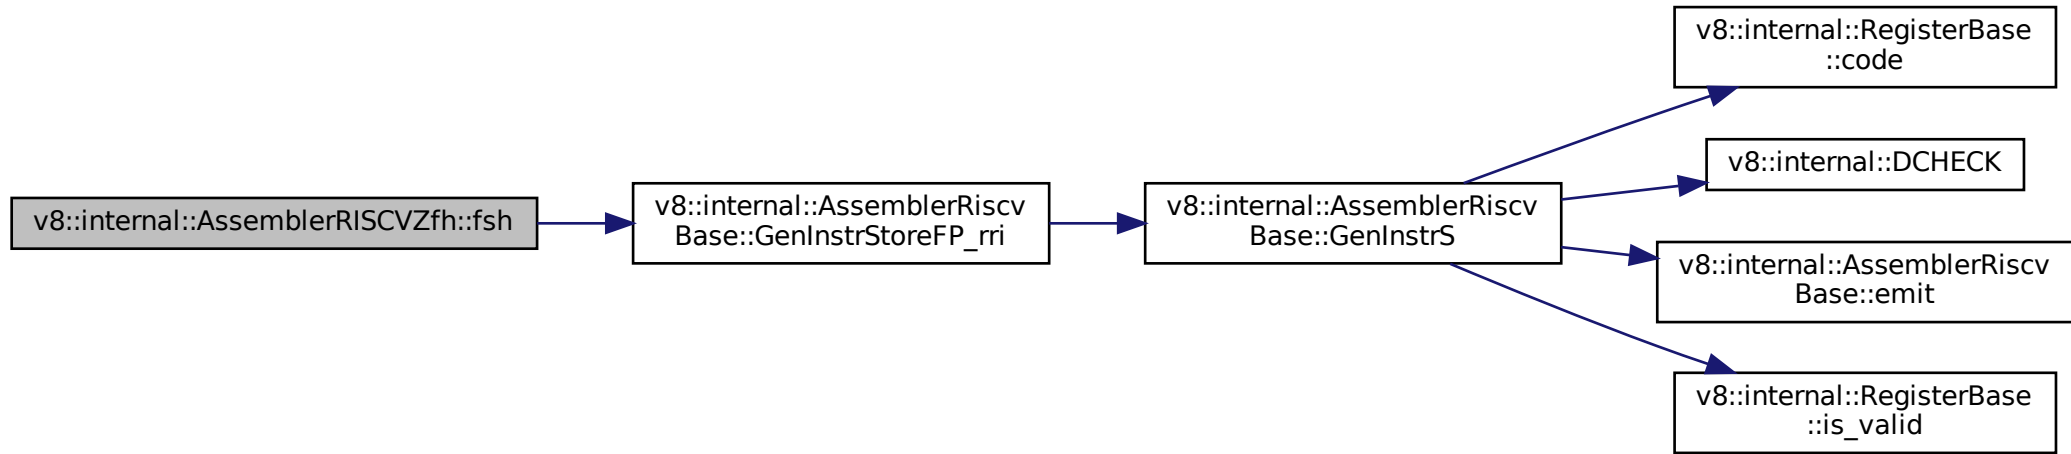 v8::internal::AssemblerRISCVZfh::fsh
v8::internal::AssemblerRiscv
Base::GenInstrStoreFP_rri
v8::internal::AssemblerRiscv
Base::GenInstrS
v8::internal::RegisterBase
::code
v8::internal::DCHECK
v8::internal::AssemblerRiscv
Base::emit
v8::internal::RegisterBase
::is_valid